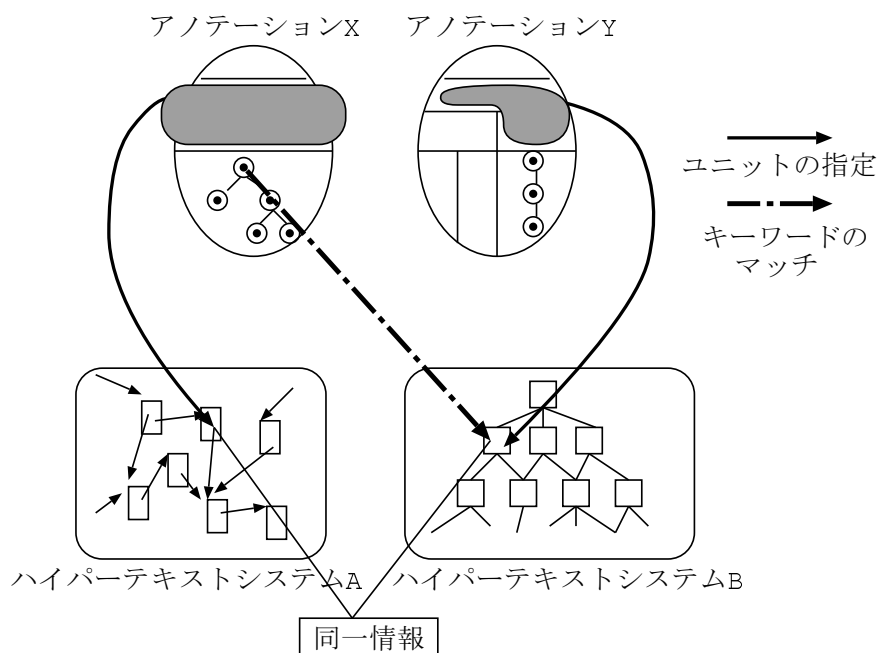 アノテーションX
アノテーションY
ユニットの指定
キーワードの
マッチ
ハイパーテキストシステムA
ハイパーテキストシステムB
同一情報